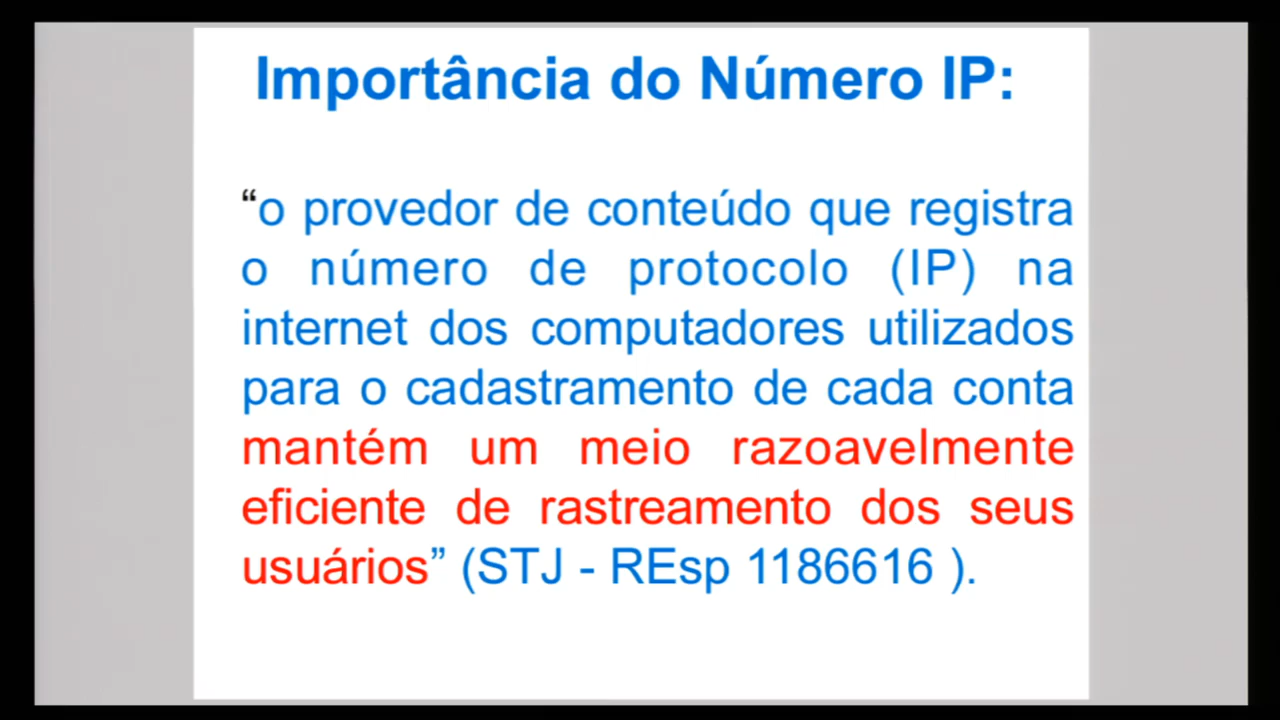 Importância do Número IP:
“o provedor de conteúdo que registra
o número de protocolo (IP) na
internet dos computadores utilizados
para o cadastramento de cada conta
mantém um meio razoavelmente
eficiente de rastreamento dos seus
usuários” (STJ - REsp 1186616 ).